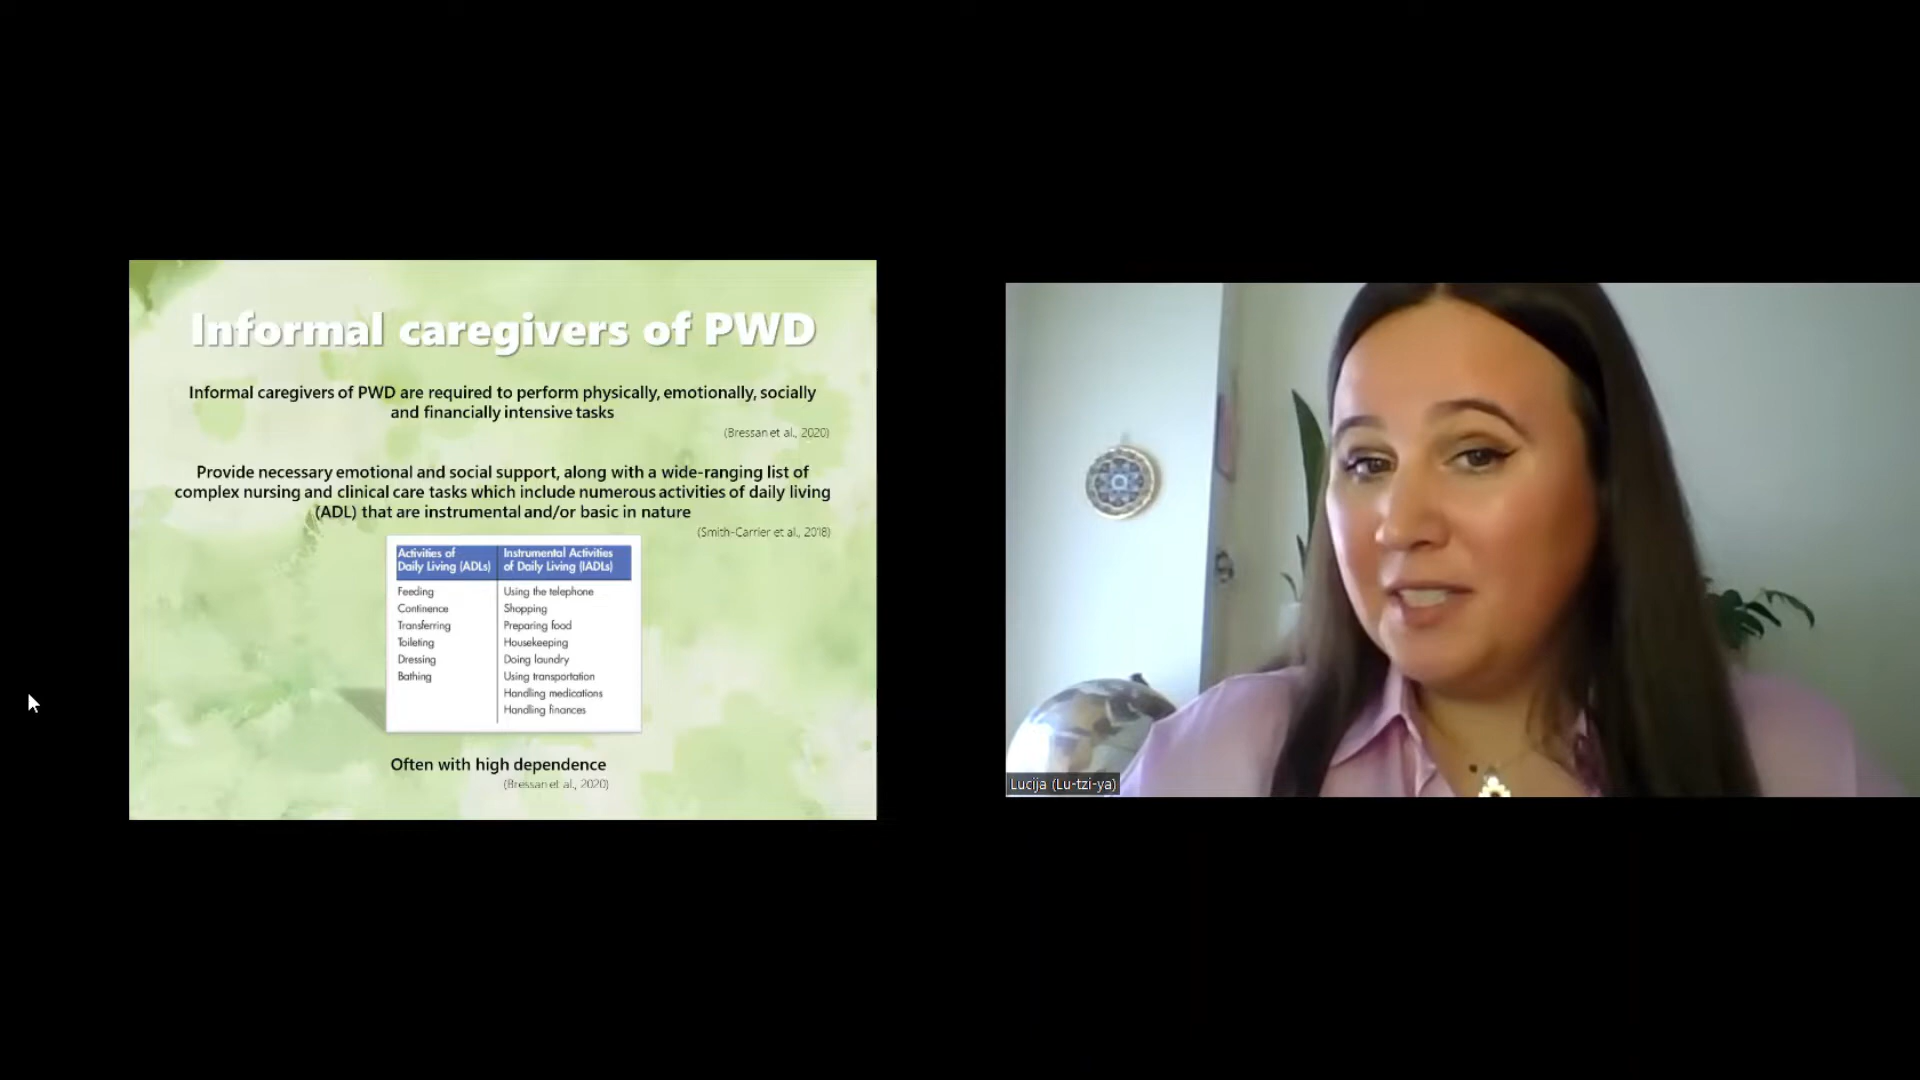 Informal caregivers of PWD
Informal caregivers of PWD are required to perform physically, emotionally, socially
and financially intensive tasks
(Bressan et al., 2020)
Provide necessary emotional and social support, along with a wide-ranging list of
complex nursing and clinical care tasks which include numerous activities of daily living
(ADL) that are instrumental and/or basic in nature
(Smith-Carrier et al., 2018)
Activities of
Daily Living (ADLs)
Feeding
Continence
Transferring
Toileting
Dressing
Bathing
Instrumental Activities
of Daily Living (IADLs)
Using the telephone
Shopping
Preparing food
Housekeeping
Doing laundry
Using transportation
Handling medications
Handling finances
Often with high dependence
(Bressan et al., 2020)
Lucija (Lu-tzi-ya)